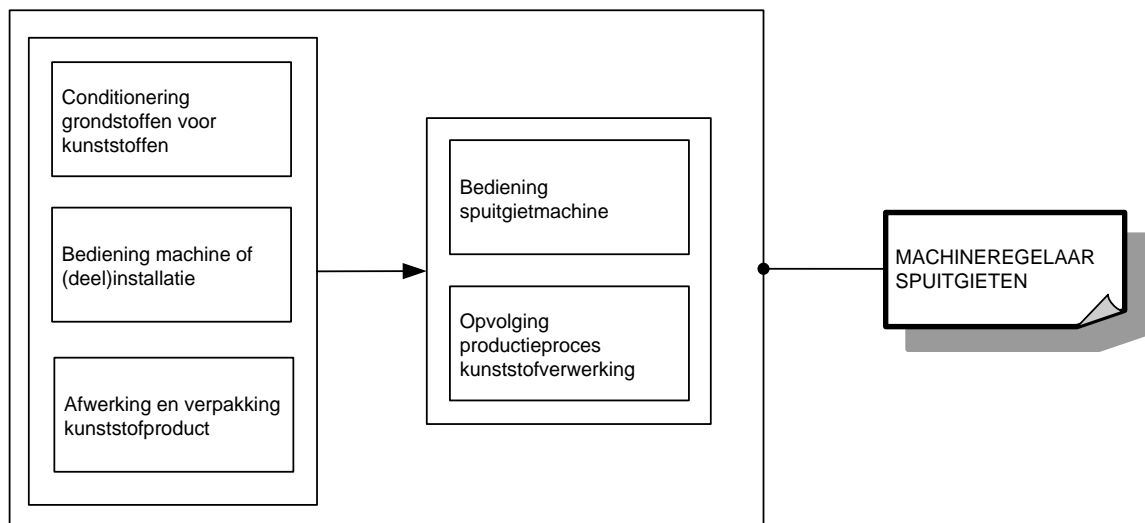 Conditionering
grondstoffen voor
kunststoffen
Bediening machine of
(deel)installatie
Afwerking en verpakking
kunstofproduct
Bediening
spuitgietmachine
Opvolging
productieproces
kunststofverwerking
MACHINEREGELAAR
SPUITGIETEN